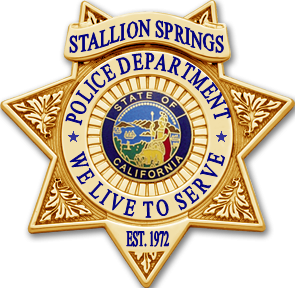 STALLION SPRINGS
POLICE DEPARTMENT
STATE OF
CALIFORNIA
WE LIVE TO SERVE
EST. 1972